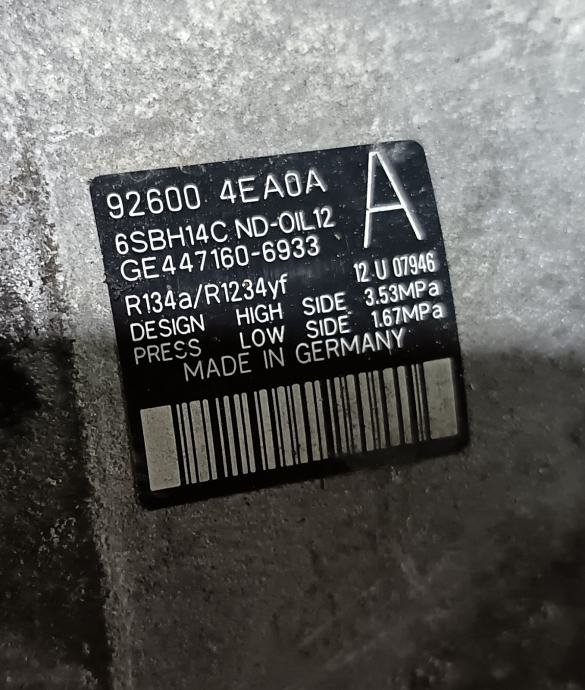 92600 4EA0A
A
6SBH14C ND-OIL12
GE447160-6933
12.U 07946
R134a/R1234yf
DESIGN HIGH SIDE 3.53MPa
PRESS LOW SIDE 1.67MPa
MADE IN GERMANY